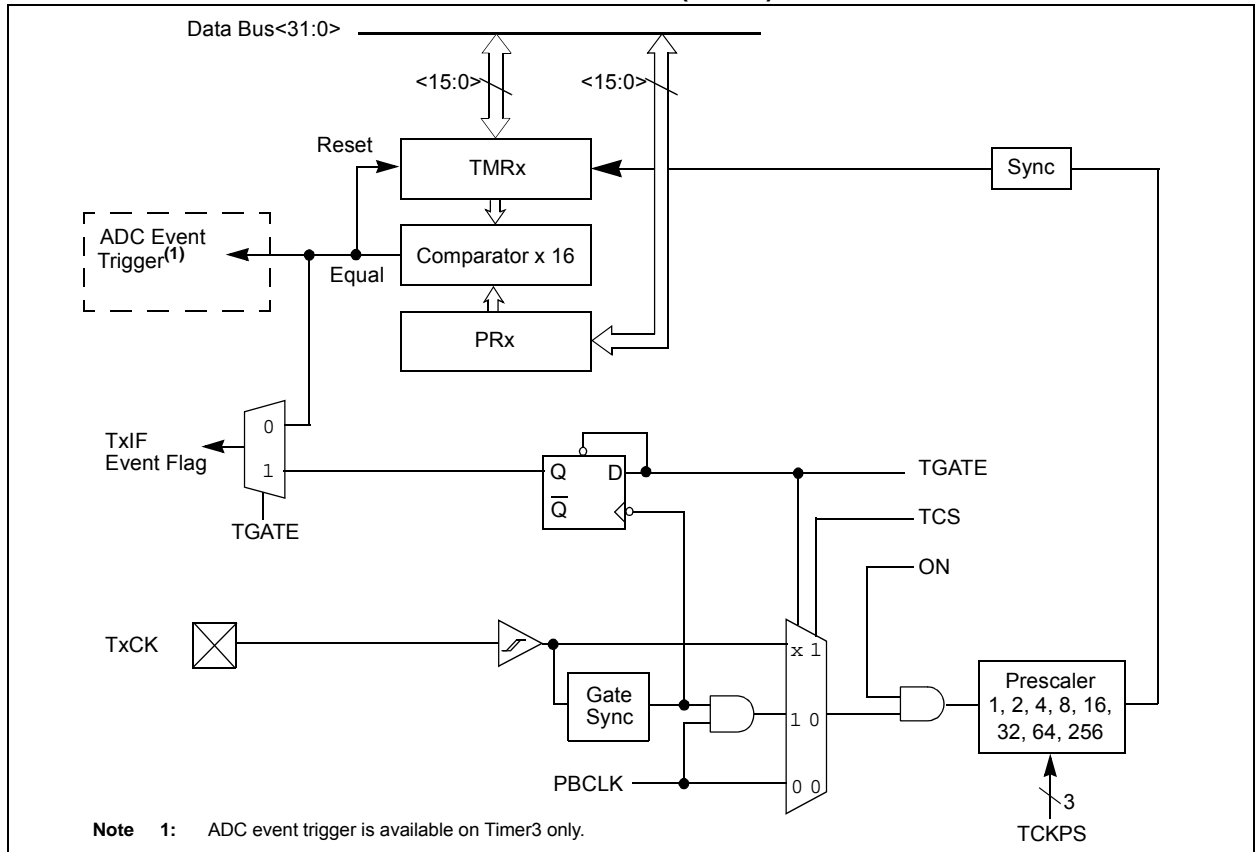 Data Bus<31:0>
<15:0>
<15:0>
Reset
TMRx
Sync
ADC Event
Trigger(1)
Equal
Comparator x 16
PRx
0
1
TxIF
Event Flag
TGATE
Q
D
Q
TGATE
TCS
ON
TxCK
x 1
Gate
Sync
1 0
Prescaler
1, 2, 4, 8, 16,
32, 64, 256
PBCLK
0 0
3
TCKPS
Note 1: ADC event trigger is available on Timer3 only.